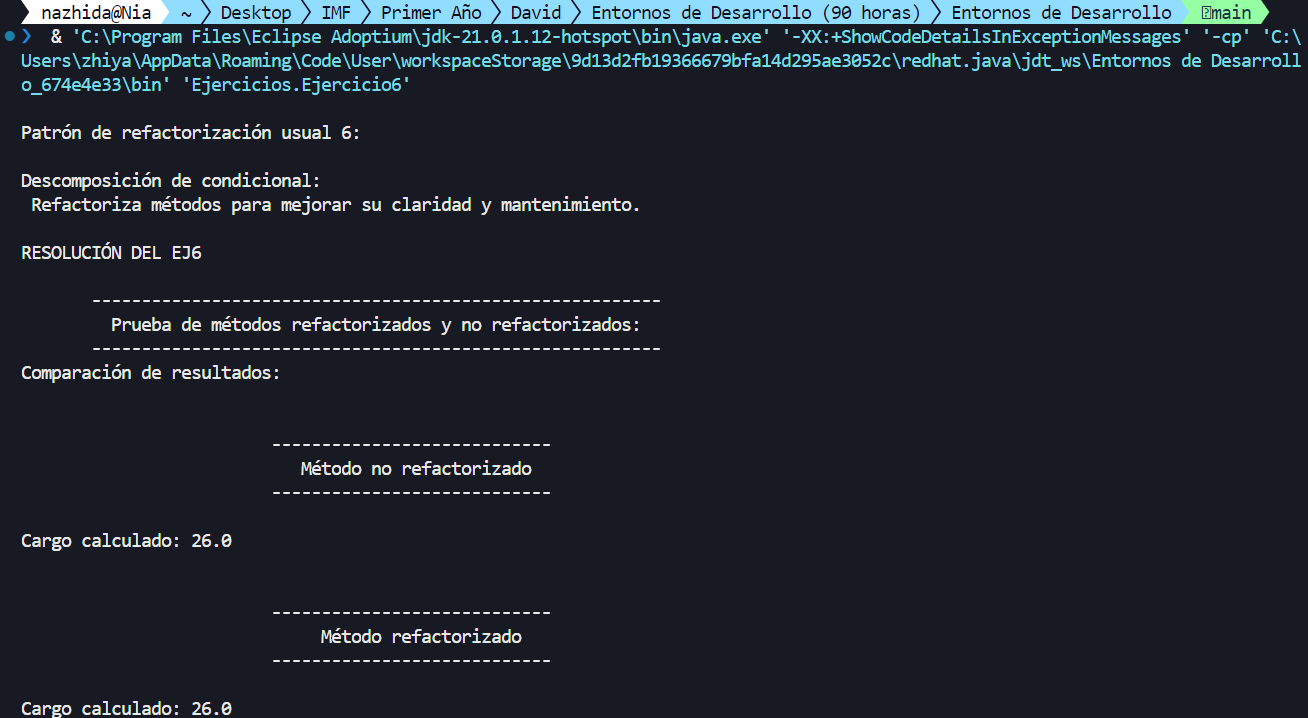 nazhida@Nia ~ Desktop IMF Primer Año David Entornos de Desarrollo (90 horas) Entornos de Desarrollo main
& 'C:\Program Files\Eclipse Adoptium\jdk-21.0.1.12-hotspot\bin\java.exe' '-XX:+ShowCodeDetailsInExceptionMessages' '-cp' 'C:\
Users\zhiya\AppData\Roaming\Code\User\workspaceStorage\9d13d2fb19366679bfa14d295ae3052c\redhat.java\jdt_ws\Entornos de Desarroll
o_674e4e33\bin' 'Ejercicios.Ejercicio6'
Patrón de refactorización usual 6:
Descomposición de condicional:
Refactoriza métodos para mejorar su claridad y mantenimiento.
RESOLUCIÓN DEL EJ6
---------------------------------------------------------
Prueba de métodos refactorizados y no refactorizados:
---------------------------------------------------------
Comparación de resultados:
----------------------------
Método no refactorizado
----------------------------
Cargo calculado: 26.0
----------------------------
Método refactorizado
----------------------------
Cargo calculado: 26.0